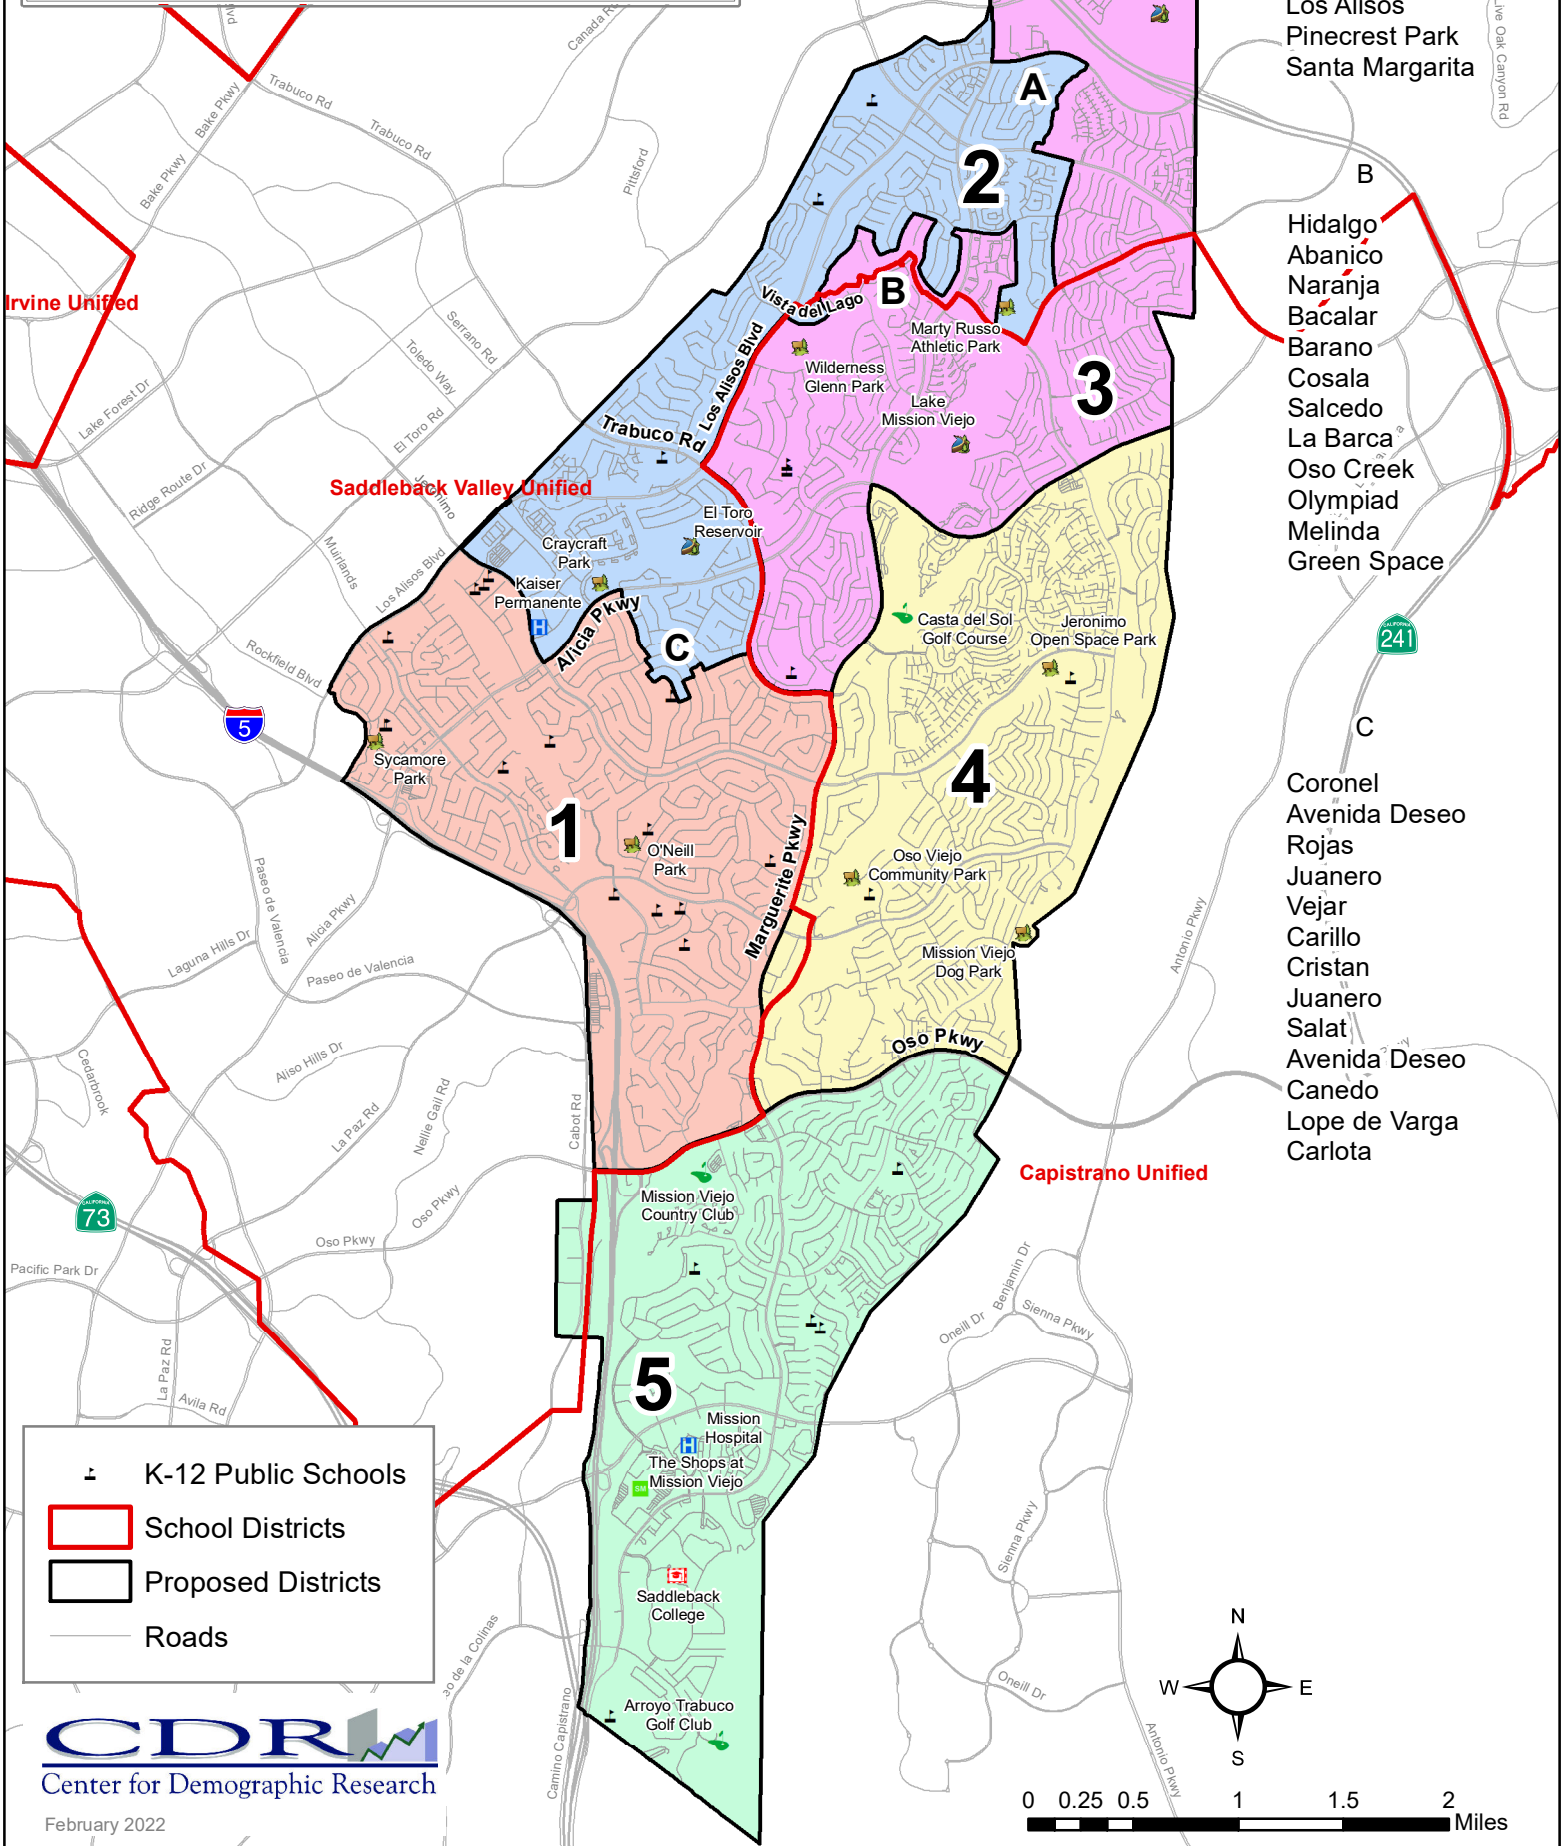 Los Alisos
Pinecrest Park
Santa Margarita
Live Oak Canyon Rd
Canada Rd
Trabuco Rd
Bake Pkwy
Trabuco Rd
Bake Pkwy
Pittsford
A
2
B
Hidalgo
Abanico
Naranja
Bacalar
Barano
Cosala
Salcedo
La Barca
Oso Creek
Olympiad
Melinda
Green Space
Irvine Unified
Vista del Lago
B
Los Alisos Blvd
Marty Russo
Athletic Park
Wilderness
Glenn Park
Lake
Mission Viejo
3
Serrano Rd
Toledo Way
Lake Forest Dr
El Toro Rd
Trabuco Rd
Ridge Route Dr
Jeronimo
Saddleback Valley Unified
El Toro
Reservoir
Craycraft
Park
Kaiser
Permanente
H
Muirlands
Los Alisos Blvd
Alicia Pkwy
C
Casta del Sol
Golf Course
Jeronimo
Open Space Park
CALIFORNIA
241
Rockfield Blvd
5
Sycamore
Park
4
C
Coronel
Avenida Deseo
Rojas
Juanero
Vejar
Carillo
Cristan
Juanero
Salat
Avenida Deseo
Canedo
Lope de Varga
Carlota
1
O'Neill
Park
Marguerite Pkwy
Oso Viejo
Community Park
Mission Viejo
Dog Park
Antonio Pkwy
Paseo de Valencia
Alicia Pkwy
Laguna Hills Dr
Paseo de Valencia
Oso Pkwy
Cedarbrook
Aliso Hills Dr
La Paz Rd
Nellie Gail Rd
Cabot Rd
Capistrano Unified
CALIFORNIA
73
Oso Pkwy
Oso Pkwy
Pacific Park Dr
Mission Viejo
Country Club
Benjamin Dr
Oneill Dr
Sienna Pkwy
La Paz Rd
Avila Rd
5
Mission
Hospital
H
The Shops at
Mission Viejo
SM
Sienna Pkwy
K-12 Public Schools
School Districts
Proposed Districts
Roads
Saddleback
College
Oneill Dr
Antonio Pkwy
Arroyo Trabuco
Golf Club
Camino Capistrano
N
W
E
S
CDR
Center for Demographic Research
February 2022
0 0.25 0.5 1 1.5 2
Miles